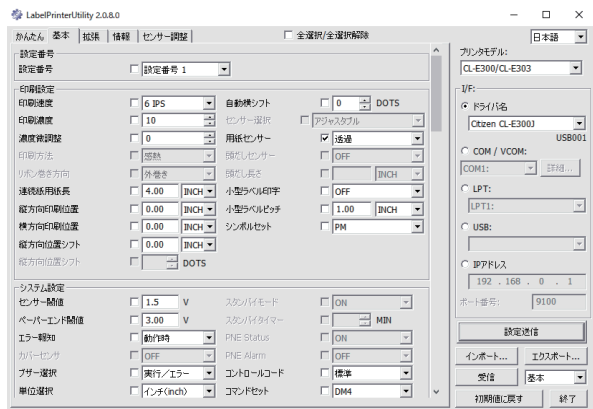 LabelPrinterUtility 2.0.8.0
かんたん 基本 拡張 情報 センサー調整 全選択/全選択解除
日本語
設定番号
設定番号 設定番号 1
印刷設定
印刷速度 6 IPS 自動横シフト 0 DOTS
印刷濃度 10 センサー選択 アジャスタブル
濃度微調整 0 用紙センサー 透過
印刷方法 感熱 頭だしセンサー OFF
リボン巻き方向 外巻き 頭だし長さ INCH
連続紙用紙長 4.00 INCH 小型ラベル印字 OFF
縦方向印刷位置 0.00 INCH 小型ラベルピッチ 1.00 INCH
横方向印刷位置 0.00 INCH シンボルセット PM
縦方向位置シフト 0.00 INCH
縦方向位置シフト DOTS
システム設定
センサー閾値 1.5 V スタンバイモード ON
ペーパーエンド閾値 3.00 V スタンバイタイマー MIN
エラー報知 動作時 PNE Status ON
カバーセンサ OFF PNE Alarm OFF
ブザー選択 実行/エラー コントロールコード 標準
単位選択 インチ(inch) コマンドセット DM4
プリンタモデル:
CL-E300/CL-E303
I/F:
ドライバ名
Citizen CL-E300J
USB001
COM / VCOM:
COM1: 詳細...
LPT:
LPT1:
USB:
IPアドレス
192 . 168 . 0 . 1
ポート番号: 9100
設定送信
インポート... エクスポート...
受信 基本
初期値に戻す 終了